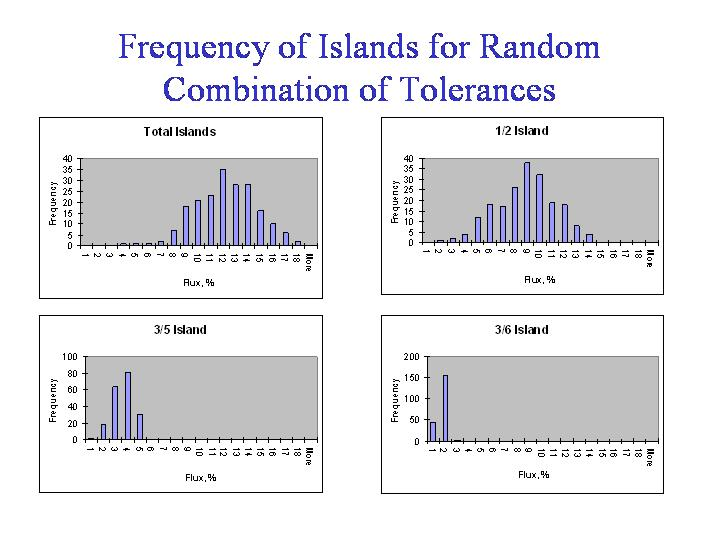 Frequency of Islands for Random
Combination of Tolerances
Total Islands
Frequency
40
35
30
25
20
15
10
5
0
1 2 3 4 5 6 7 8 9 10 11 12 13 14 15 16 17 18 More
Flux, %
1/2 Island
Frequency
40
35
30
25
20
15
10
5
0
1 2 3 4 5 6 7 8 9 10 11 12 13 14 15 16 17 18 More
Flux, %
3/5 Island
Frequency
100
80
60
40
20
0
1 2 3 4 5 6 7 8 9 10 11 12 13 14 15 16 17 18 More
Flux, %
3/6 Island
Frequency
200
150
100
50
0
1 2 3 4 5 6 7 8 9 10 11 12 13 14 15 16 17 18 More
Flux, %